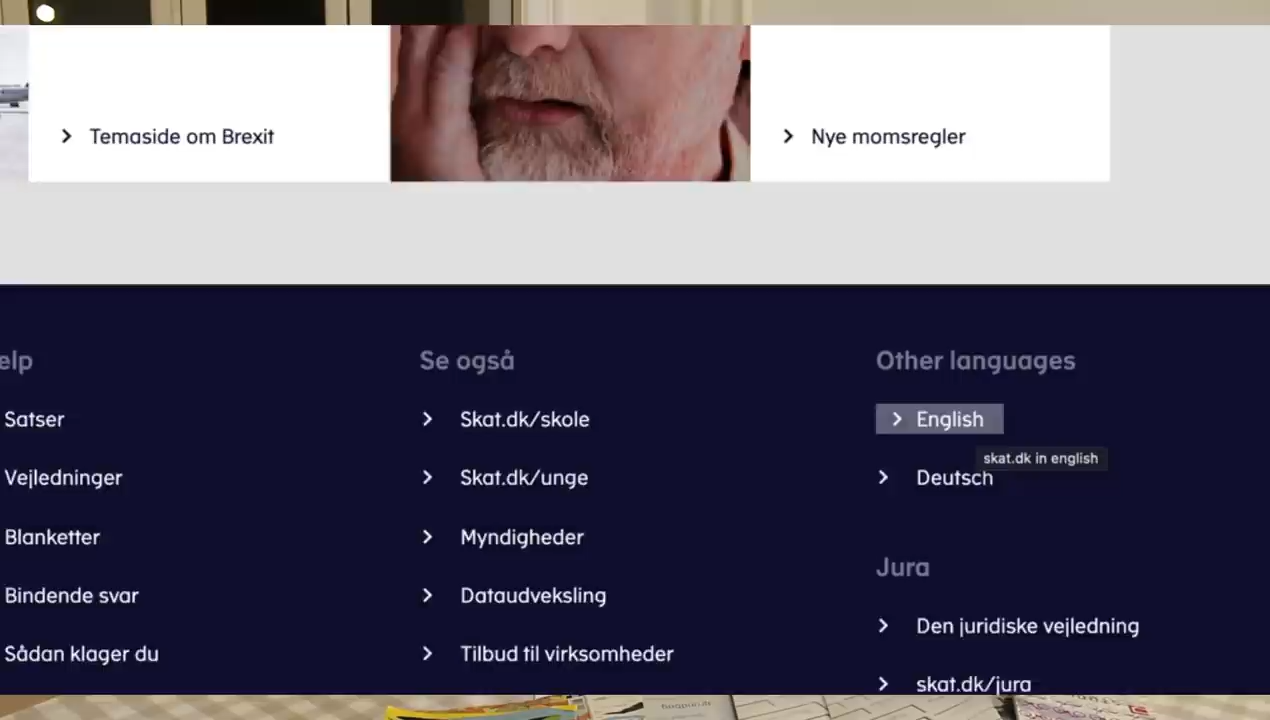 Temaside om Brexit
Nye momsregler
elp
Satser
Vejledninger
Blanketter
Bindende svar
Sådan klager du
Se også
Skat.dk/skole
Skat.dk/unge
Myndigheder
Dataudveksling
Tilbud til virksomheder
Other languages
English
skat.dk in english
Deutsch
Jura
Den juridiske vejledning
skat.dk/jura